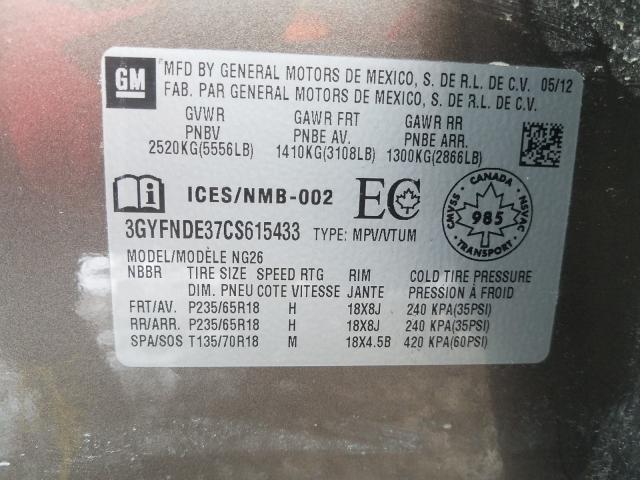 GM
MFD BY GENERAL MOTORS DE MEXICO, S. DE R.L. DE C.V. 05/12
FAB. PAR GENERAL MOTORS DE MEXICO, S. DE R.L. DE C.V.
GVWR GAWR FRT GAWR RR
PNBV PNBE AV. PNBE ARR.
2520KG(5556LB) 1410KG(3108LB) 1300KG(2866LB)
i ICES/NMB-002 EC
CANADA CMVSS 985 NSVAC TRANSPORT
3GYFNDE37CS615433 TYPE: MPV/VTUM
MODEL/MODÈLE NG26
NBBR TIRE SIZE SPEED RTG RIM COLD TIRE PRESSURE
DIM. PNEU COTE VITESSE JANTE PRESSION À FROID
FRT/AV. P235/65R18 H 18X8J 240 KPA(35PSI)
RR/ARR. P235/65R18 H 18X8J 240 KPA(35PSI)
SPA/SOS T135/70R18 M 18X4.5B 420 KPA(60PSI)